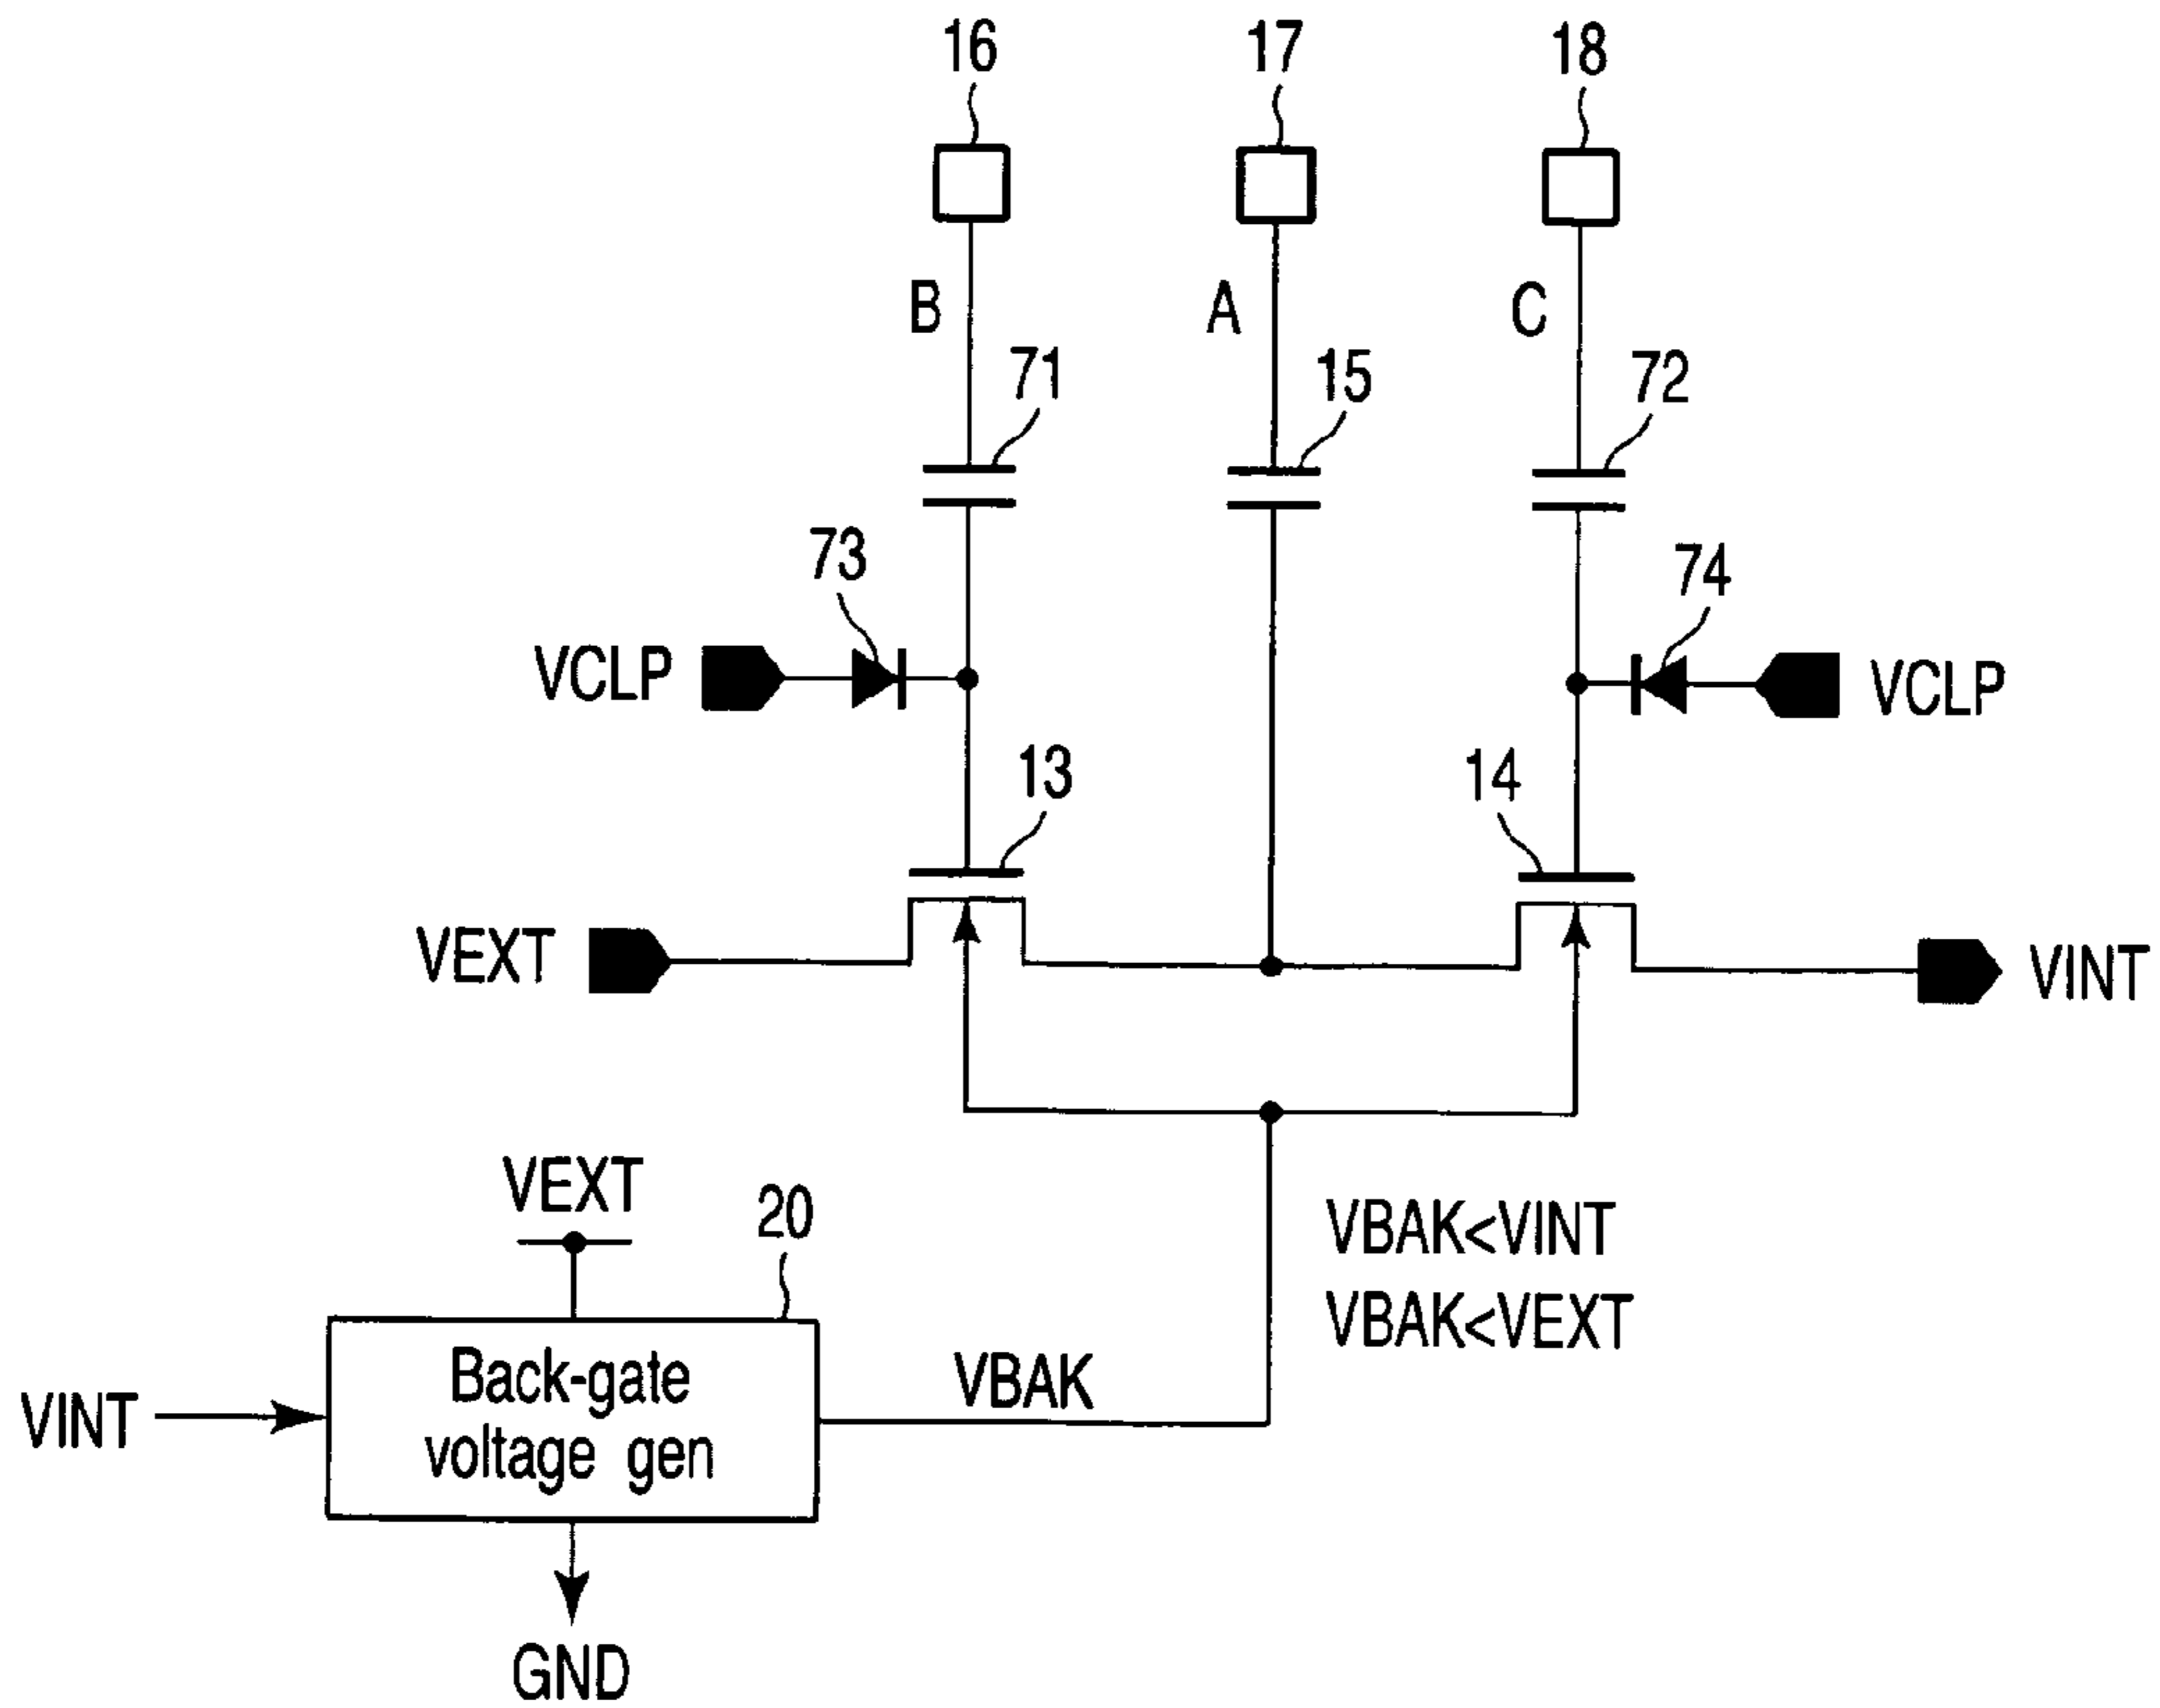 16
17
18
B
A
C
71
15
72
73
74
VCLP
VCLP
13
14
VEXT
VINT
VEXT
20
VBAK<VINT
VBAK<VEXT
Back-gate
voltage gen
VBAK
VINT
GND